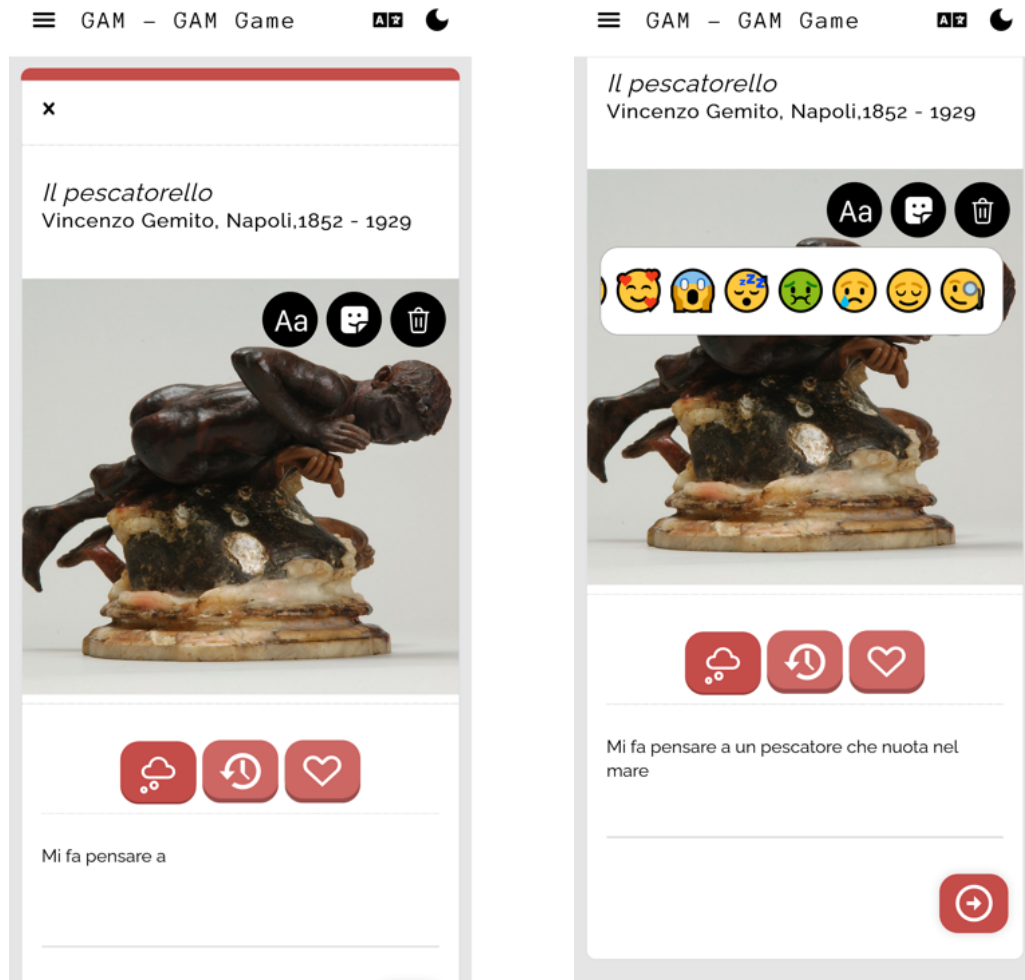 GAM – GAM Game
Il pescatorello
Vincenzo Gemito, Napoli,1852 - 1929
Aa
Mi fa pensare a
GAM – GAM Game
Il pescatorello
Vincenzo Gemito, Napoli,1852 - 1929
Aa
Mi fa pensare a un pescatore che nuota nel
mare